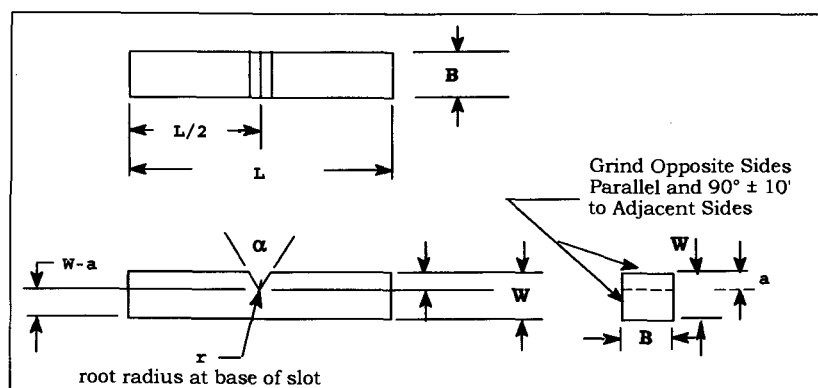 B
L/2
L
Grind Opposite Sides
Parallel and 90° ± 10'
to Adjacent Sides
α
W-a
W
W
a
B
r
root radius at base of slot